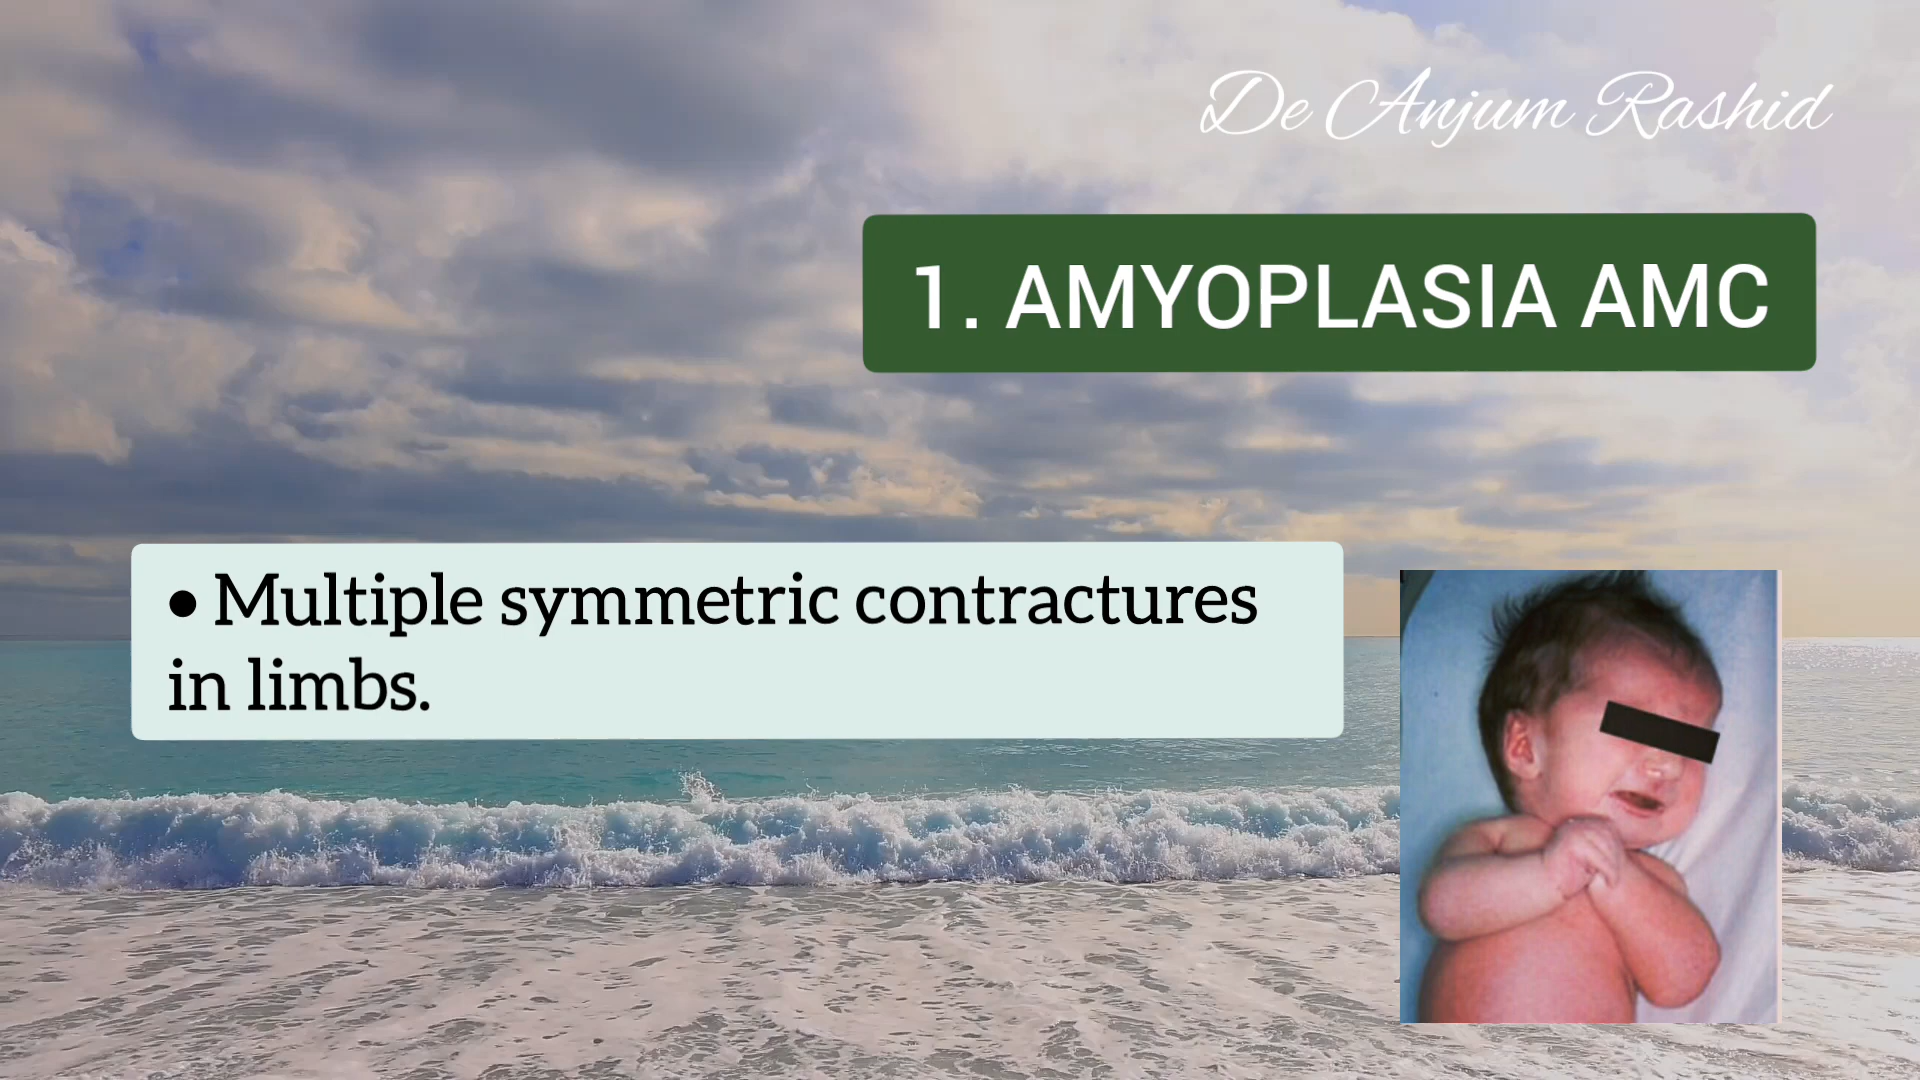 De Anjum Rashid
1. AMYOPLASIA AMC
• Multiple symmetric contractures
in limbs.